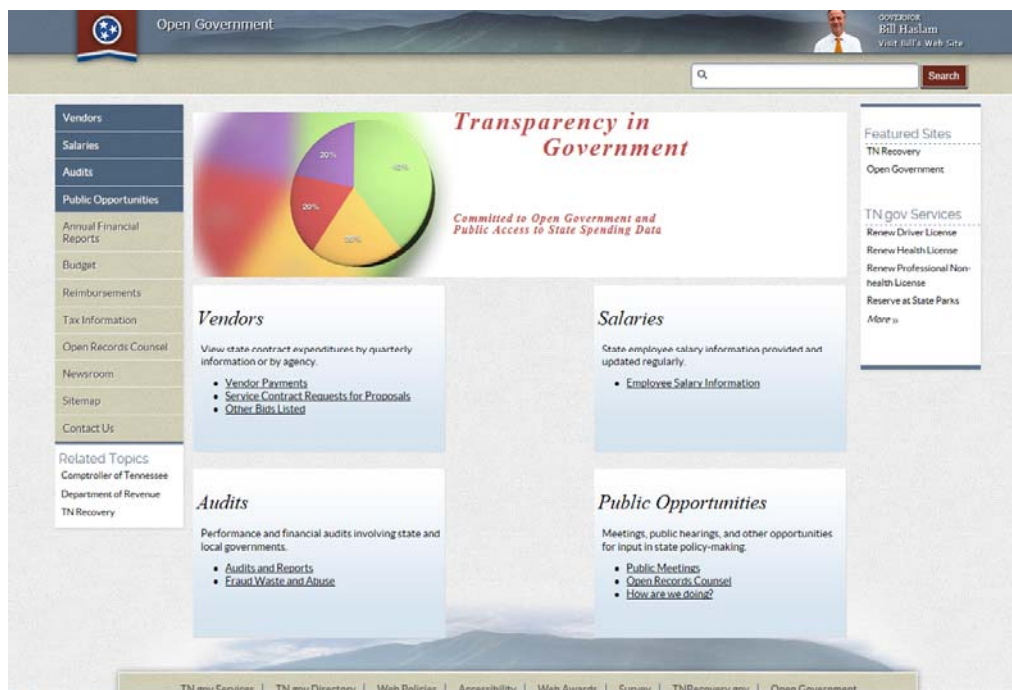 Open Government
GOVERNOR
Bill Haslam
Visit Bill's Web Site
Search
Vendors
Salaries
Audits
Public Opportunities
Annual Financial
Reports
Budget
Reimbursements
Tax Information
Open Records Counsel
Newsroom
Sitemap
Contact Us
Related Topics
Comptroller of Tennessee
Department of Revenue
TN Recovery
20%
40%
20%
Transparency in
Government
Committed to Open Government and
Public Access to State Spending Data
Vendors
View state contract expenditures by quarterly
information or by agency.
• Vendor Payments
• Service Contract Requests for Proposals
• Other Bids Listed
Salaries
State employee salary information provided and
updated regularly.
• Employee Salary Information
Audits
Performance and financial audits involving state and
local governments.
• Audits and Reports
• Fraud Waste and Abuse
Public Opportunities
Meetings, public hearings, and other opportunities
for input in state policy-making.
• Public Meetings
• Open Records Counsel
• How are we doing?
Featured Sites
TN Recovery
Open Government
TN.gov Services
Renew Driver License
Renew Health License
Renew Professional Non-
health License
Reserve at State Parks
More »
TN.gov Services | TN.gov Directory | Web Policies | Accessibility | Web Awards | Survey | TNRecovery.gov | Open Government